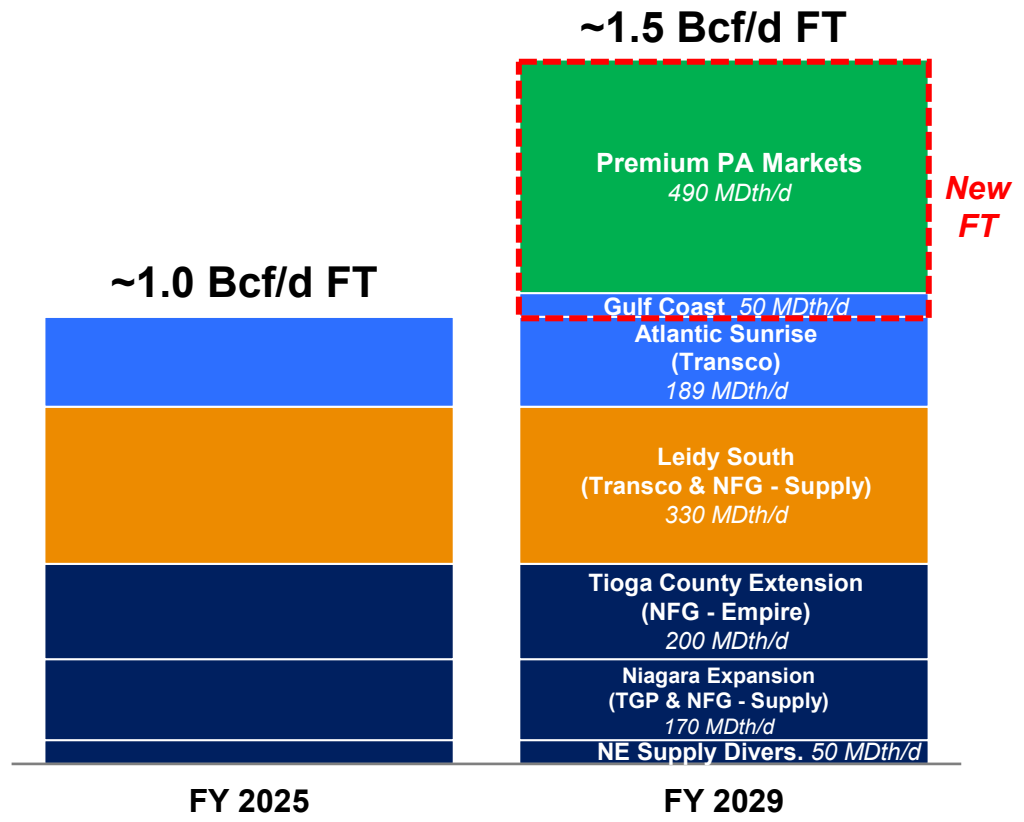 ~1.5 Bcf/d FT
Premium PA Markets
490 MDth/d
New
FT
~1.0 Bcf/d FT
Gulf Coast 50 MDth/d
Atlantic Sunrise
(Transco)
189 MDth/d
Leidy South
(Transco & NFG - Supply)
330 MDth/d
Tioga County Extension
(NFG - Empire)
200 MDth/d
Niagara Expansion
(TGP & NFG - Supply)
170 MDth/d
NE Supply Divers. 50 MDth/d
FY 2025
FY 2029